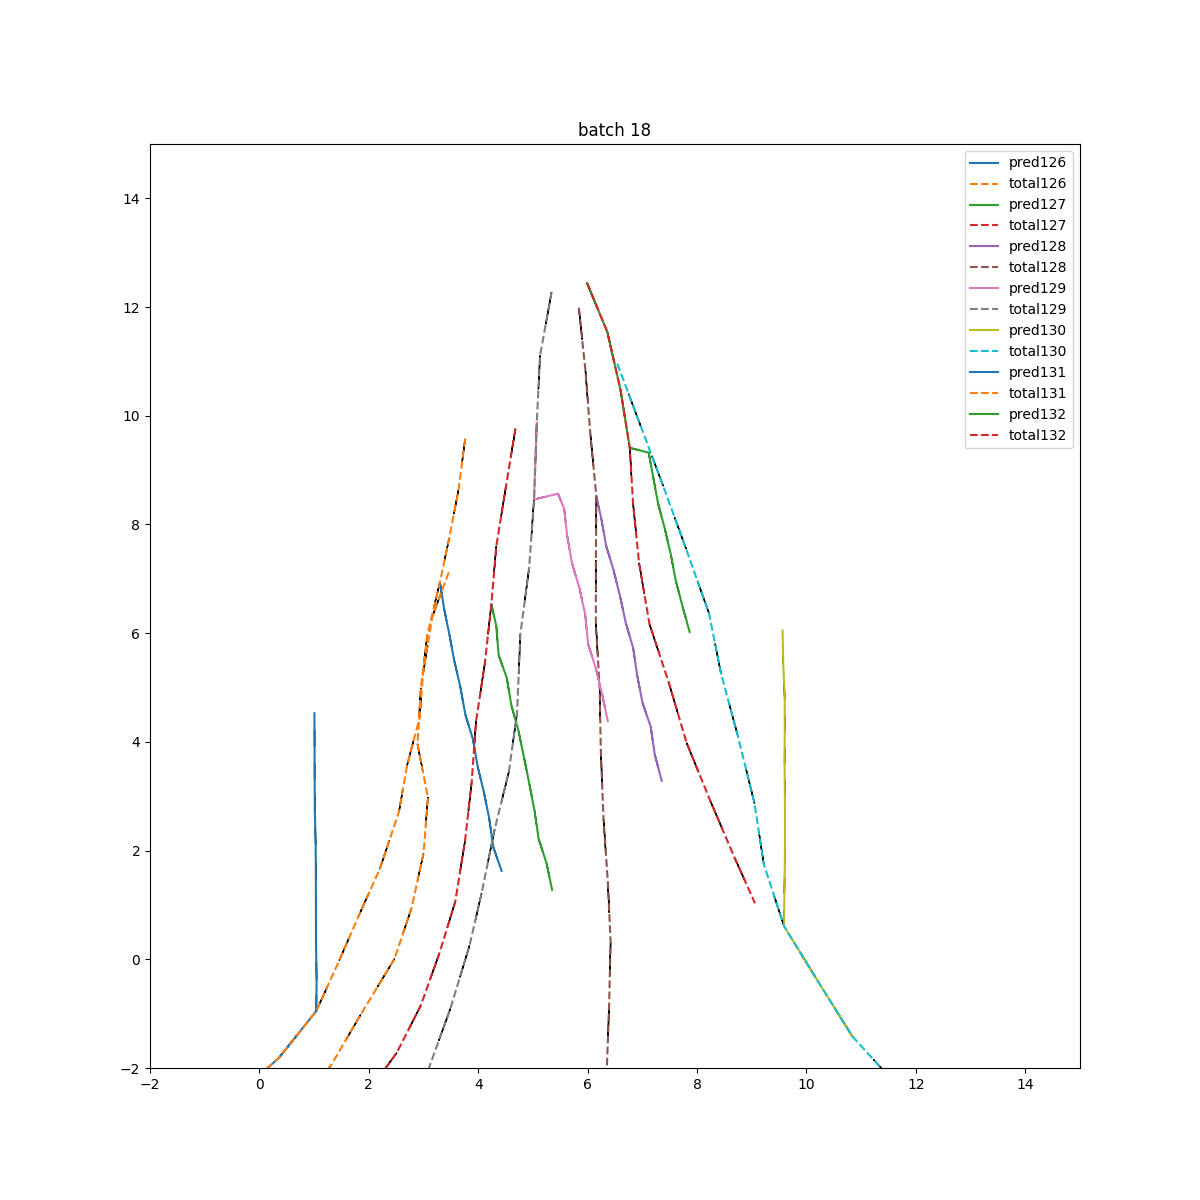 batch 18
pred126
total126
pred127
total127
pred128
total128
pred129
total129
pred130
total130
pred131
total131
pred132
total132
14
12
10
8
6
4
2
0
−2
−2 0 2 4 6 8 10 12 14